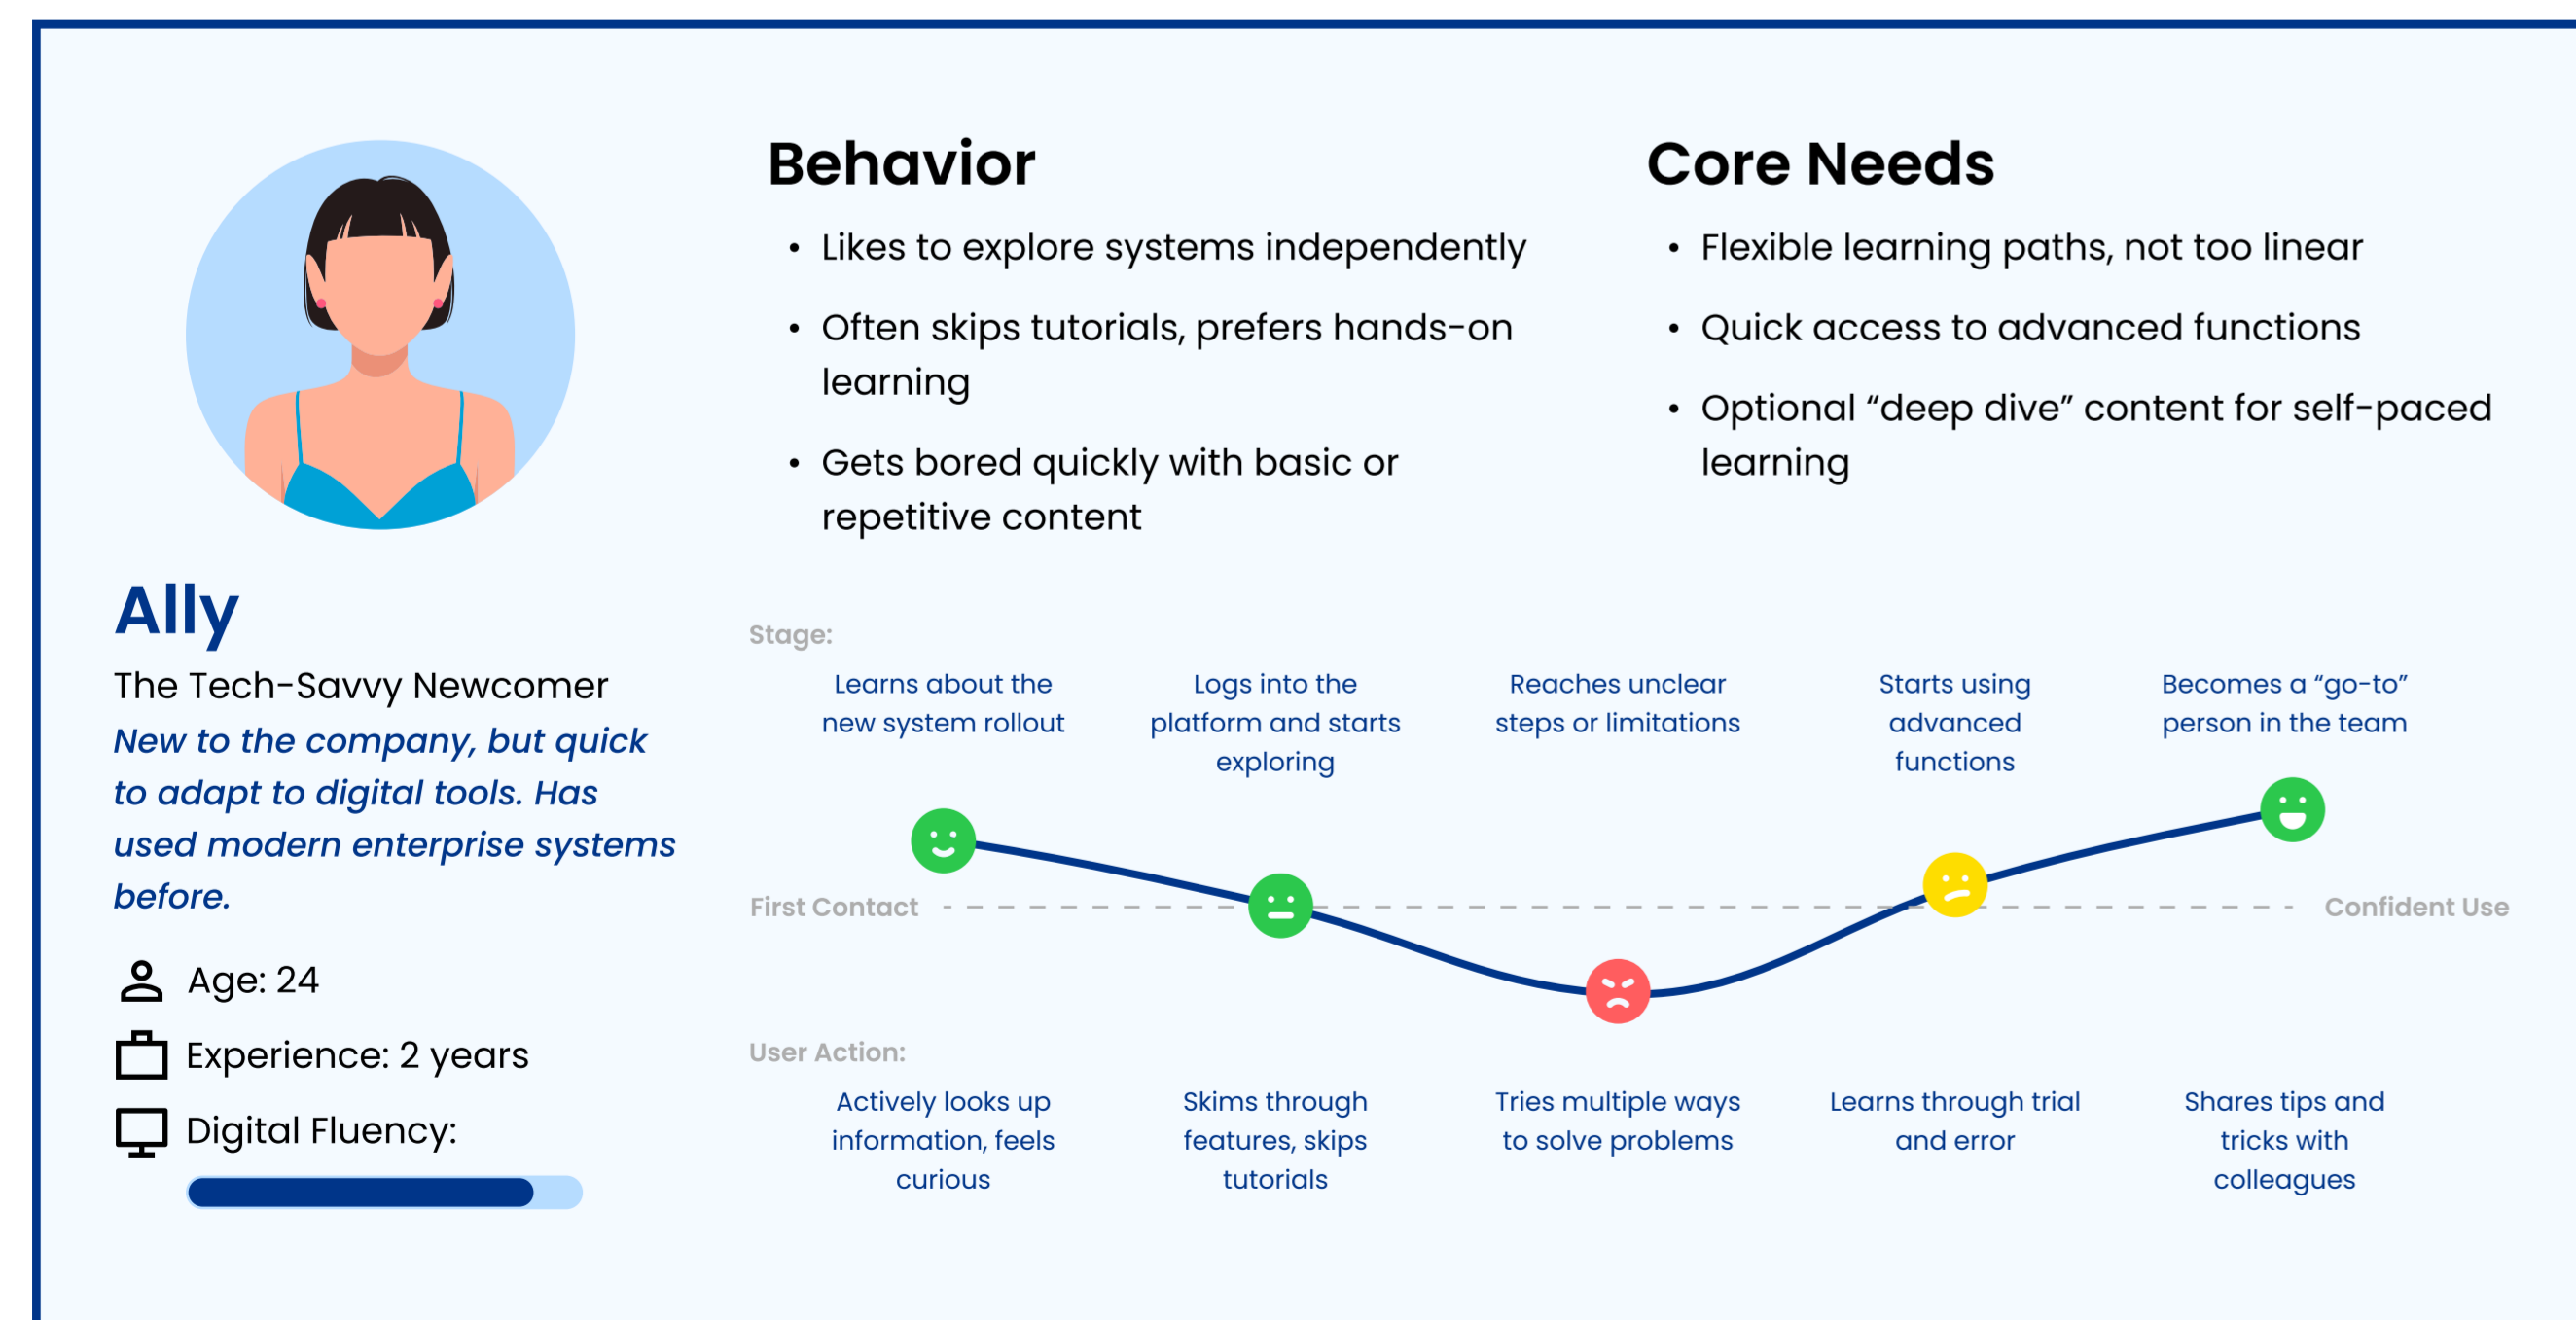 Ally
The Tech-Savvy Newcomer
New to the company, but quick
to adapt to digital tools. Has
used modern enterprise systems
before.
Age: 24
Experience: 2 years
Digital Fluency:
Behavior
• Likes to explore systems independently
• Often skips tutorials, prefers hands-on
learning
• Gets bored quickly with basic or
repetitive content
Core Needs
• Flexible learning paths, not too linear
• Quick access to advanced functions
• Optional “deep dive” content for self-paced
learning
Stage:
Learns about the
new system rollout
Logs into the
platform and starts
exploring
Reaches unclear
steps or limitations
Starts using
advanced
functions
Becomes a “go-to”
person in the team
First Contact
Confident Use
User Action:
Actively looks up
information, feels
curious
Skims through
features, skips
tutorials
Tries multiple ways
to solve problems
Learns through trial
and error
Shares tips and
tricks with
colleagues